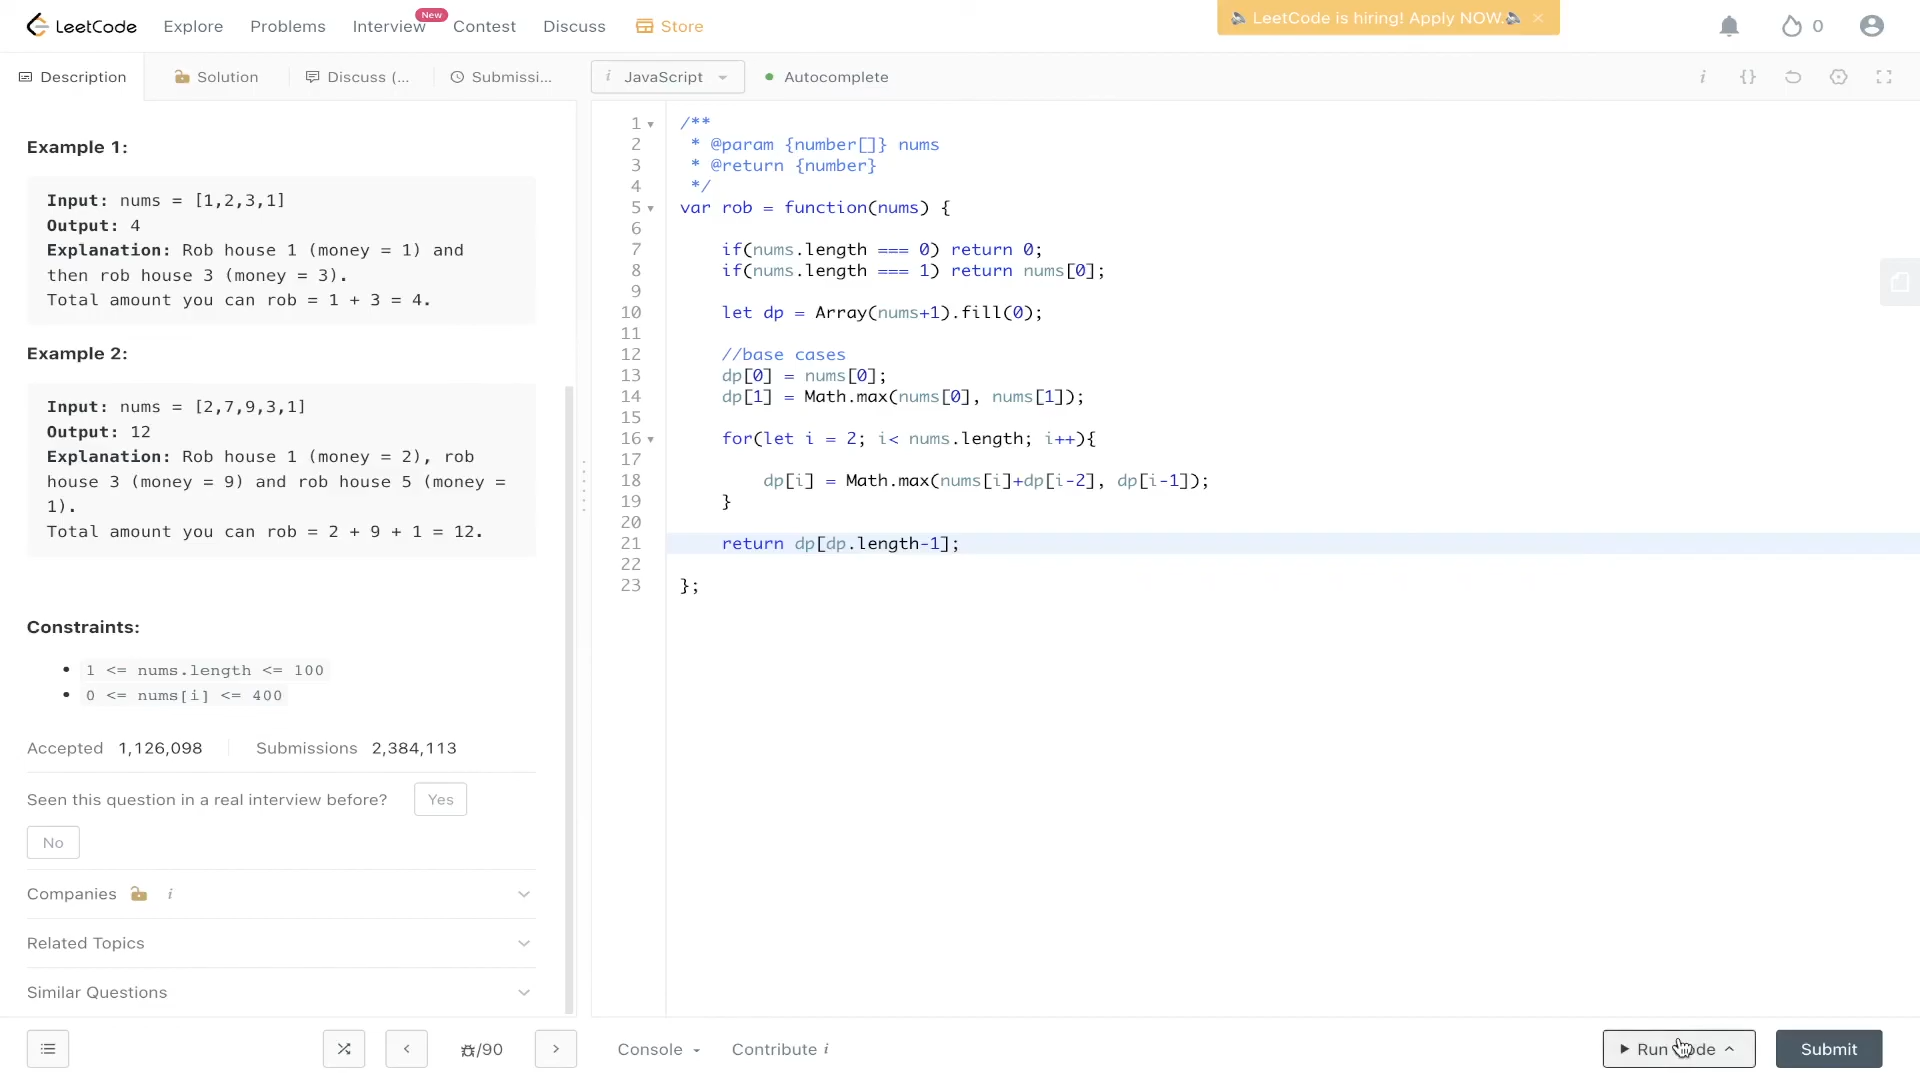 LeetCode
Explore
Problems
Interview
New
Contest
Discuss
Store
LeetCode is hiring! Apply NOW.
0
Description
Solution
Discuss (...
Submissi...
i
JavaScript
Autocomplete
i
{}
Example 1:
Input: nums = [1,2,3,1]
Output: 4
Explanation: Rob house 1 (money = 1) and
then rob house 3 (money = 3).
Total amount you can rob = 1 + 3 = 4.
Example 2:
Input: nums = [2,7,9,3,1]
Output: 12
Explanation: Rob house 1 (money = 2), rob
house 3 (money = 9) and rob house 5 (money =
1).
Total amount you can rob = 2 + 9 + 1 = 12.
Constraints:
1 <= nums.length <= 100
0 <= nums[i] <= 400
Accepted 1,126,098
Submissions 2,384,113
Seen this question in a real interview before?
Yes
No
Companies i
Related Topics
Similar Questions
1 /**
2 * @param {number[]} nums
3 * @return {number}
4 */
5 var rob = function(nums) {
6
7 if(nums.length === 0) return 0;
8 if(nums.length === 1) return nums[0];
9
10 let dp = Array(nums+1).fill(0);
11
12 //base cases
13 dp[0] = nums[0];
14 dp[1] = Math.max(nums[0], nums[1]);
15
16 for(let i = 2; i< nums.length; i++){
17
18 dp[i] = Math.max(nums[i]+dp[i-2], dp[i-1]);
19 }
20
21 return dp[dp.length-1];
22
23 };
/90
Console
Contribute i
Run
Submit